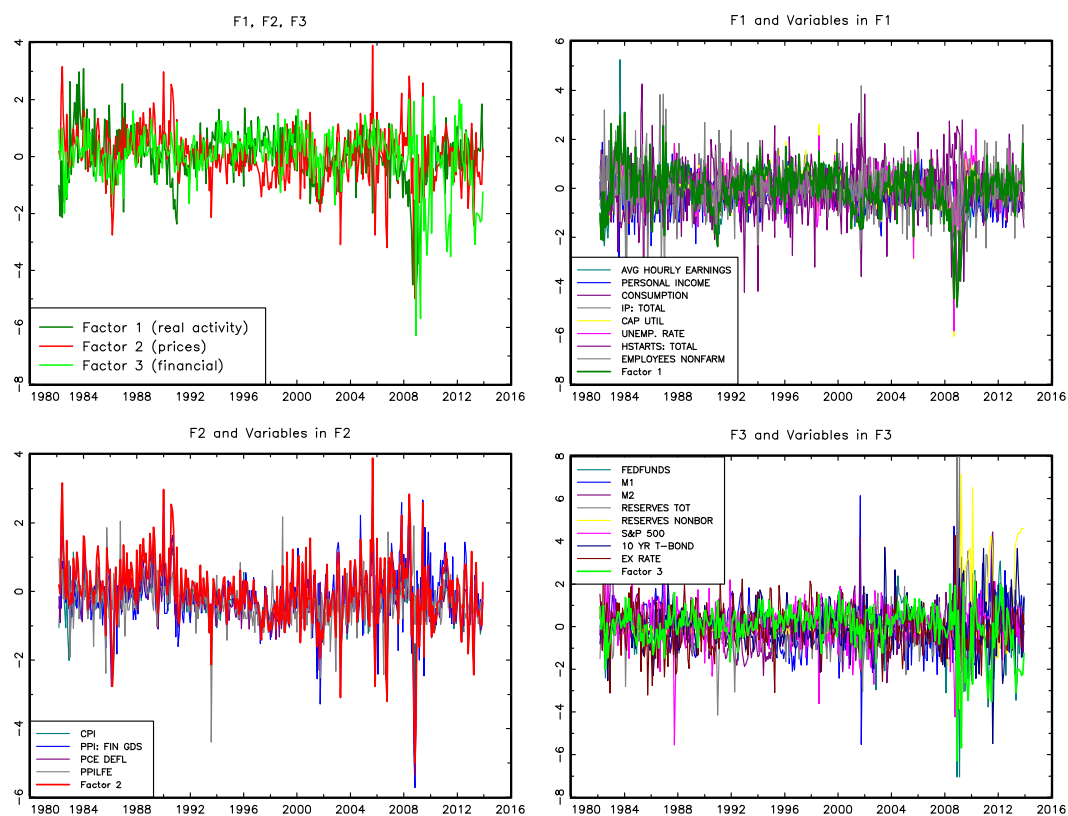 F1, F2, F3
4
2
0
−2
−4
−6
−8
Factor 1 (real activity)
Factor 2 (prices)
Factor 3 (financial)
1980 1984 1988 1992 1996 2000 2004 2008 2012 2016
F1 and Variables in F1
6
4
2
0
−2
−4
−6
−8
AVG HOURLY EARNINGS
PERSONAL INCOME
CONSUMPTION
IP: TOTAL
CAP UTIL
UNEMP. RATE
HSTARTS: TOTAL
EMPLOYEES NONFARM
Factor 1
1980 1984 1988 1992 1996 2000 2004 2008 2012 2016
F2 and Variables in F2
4
2
0
−2
−4
−6
CPI
PPI: FIN GDS
PCE DEFL
PPILFE
Factor 2
1980 1984 1988 1992 1996 2000 2004 2008 2012 2016
F3 and Variables in F3
8
6
4
2
0
−2
−4
−6
−8
FEDFUNDS
M1
M2
RESERVES TOT
RESERVES NONBOR
S&P 500
10 YR T−BOND
EX RATE
Factor 3
1980 1984 1988 1992 1996 2000 2004 2008 2012 2016